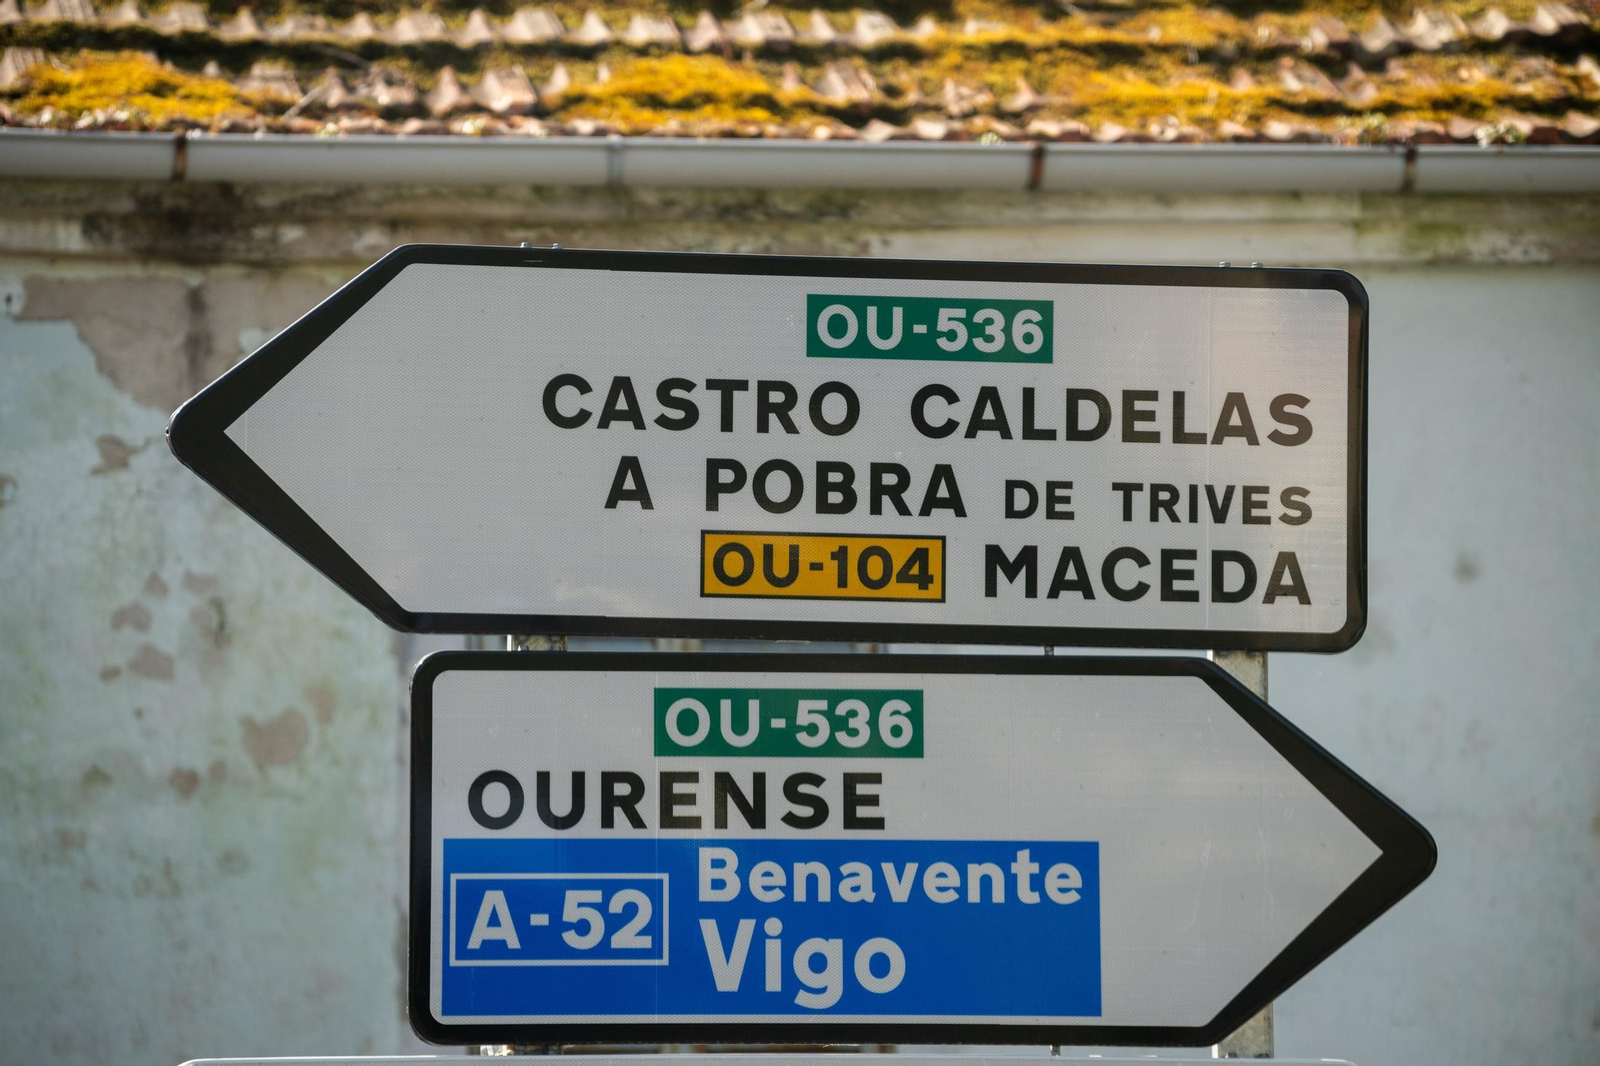 OU-536
CASTRO CALDELAS
A POBRA DE TRIVES
OU-104 MACEDA
OU-536
OURENSE
A-52 Benavente
Vigo